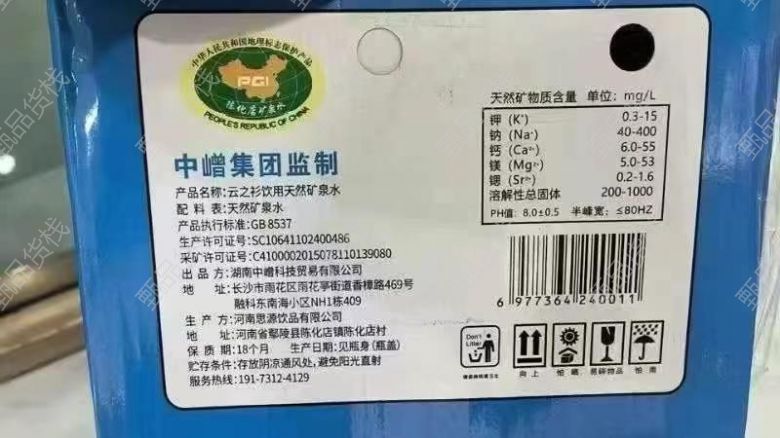 中华人民共和国地理标志保护产品
PGI
陈化店矿泉水
PEOPLE'S REPUBLIC OF CHINA
中嶒集团监制
产品名称:云之衫饮用天然矿泉水
配 料 表:天然矿泉水
产品执行标准:GB 8537
生产许可证号:SC10641102400486
采矿许可证号:C4100002015078110139080
出 品 商:湖南中嶒科技贸易有限公司
地 址:长沙市雨花区雨花亭街道香樟路469号
融科东南海小区NH1栋409
生 产 商:河南思源饮品有限公司
地 址:河南省鄢陵县陈化店镇陈化店村
保 质 期:18个月 生产日期:见瓶身(瓶盖)
贮存条件:存放阴凉通风处,避免阳光直射
服务热线:191-7312-4129
天然矿物质含量 单位:mg/L
钾(K⁺) 0.3-15
钠(Na⁺) 40-400
钙(Ca²⁺) 6.0-55
镁(Mg²⁺) 5.0-53
锶(Sr²⁺) 0.2-1.6
溶解性总固体 200-1000
PH值: 8.0±0.5 半峰宽: ≤80HZ
6 977364 240011
Don't Litter
向 上 怕 晒 易碎物品 怕 雨
甄品货栈